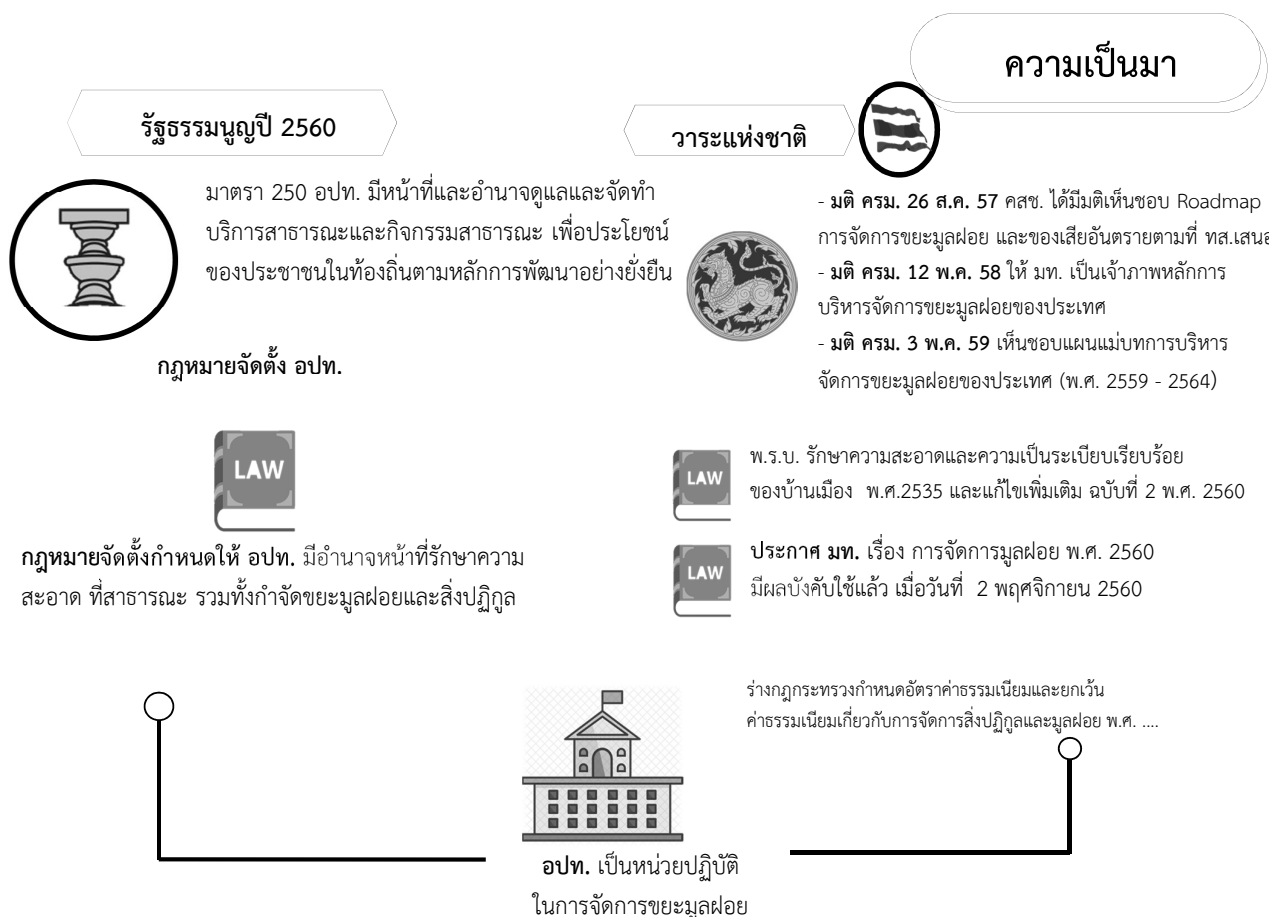 ความเป็นมา
รัฐธรรมนูญปี 2560
มาตรา 250 อปท. มีหน้าที่และอำนาจดูแลและจัดทำ
บริการสาธารณะและกิจกรรมสาธารณะ เพื่อประโยชน์
ของประชาชนในท้องถิ่นตามหลักการพัฒนาอย่างยั่งยืน
กฎหมายจัดตั้ง อปท.
LAW
กฎหมายจัดตั้งกำหนดให้ อปท. มีอำนาจหน้าที่รักษาความ
สะอาด ที่สาธารณะ รวมทั้งกำจัดขยะมูลฝอยและสิ่งปฏิกูล
วาระแห่งชาติ
- มติ ครม. 26 ส.ค. 57 คสช. ได้มีมติเห็นชอบ Roadmap
การจัดการขยะมูลฝอย และของเสียอันตรายตามที่ ทส.เสนอ
- มติ ครม. 12 พ.ค. 58 ให้ มท. เป็นเจ้าภาพหลักการ
บริหารจัดการขยะมูลฝอยของประเทศ
- มติ ครม. 3 พ.ค. 59 เห็นชอบแผนแม่บทการบริหาร
จัดการขยะมูลฝอยของประเทศ (พ.ศ. 2559 - 2564)
LAW
พ.ร.บ. รักษาความสะอาดและความเป็นระเบียบเรียบร้อย
ของบ้านเมือง พ.ศ.2535 และแก้ไขเพิ่มเติม ฉบับที่ 2 พ.ศ. 2560
LAW
ประกาศ มท. เรื่อง การจัดการมูลฝอย พ.ศ. 2560
มีผลบังคับใช้แล้ว เมื่อวันที่ 2 พฤศจิกายน 2560
ร่างกฎกระทรวงกำหนดอัตราค่าธรรมเนียมและยกเว้น
ค่าธรรมเนียมเกี่ยวกับการจัดการสิ่งปฏิกูลและมูลฝอย พ.ศ. ....
อปท. เป็นหน่วยปฏิบัติ
ในการจัดการขยะมูลฝอย